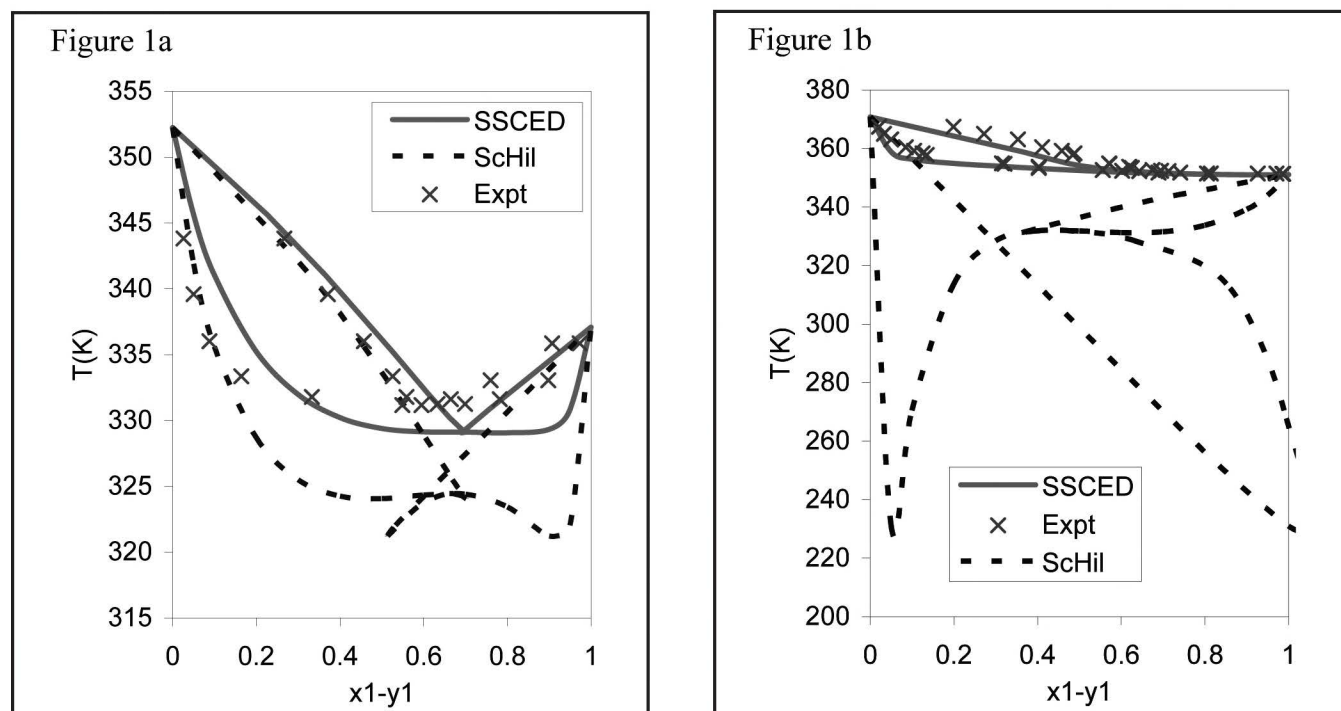 Figure 1a
355
350
345
340
335
330
325
320
315
T(K)
0 0.2 0.4 0.6 0.8 1
x1-y1
SSCED
ScHil
Expt
Figure 1b
380
360
340
320
300
280
260
240
220
200
T(K)
0 0.2 0.4 0.6 0.8 1
x1-y1
SSCED
Expt
ScHil